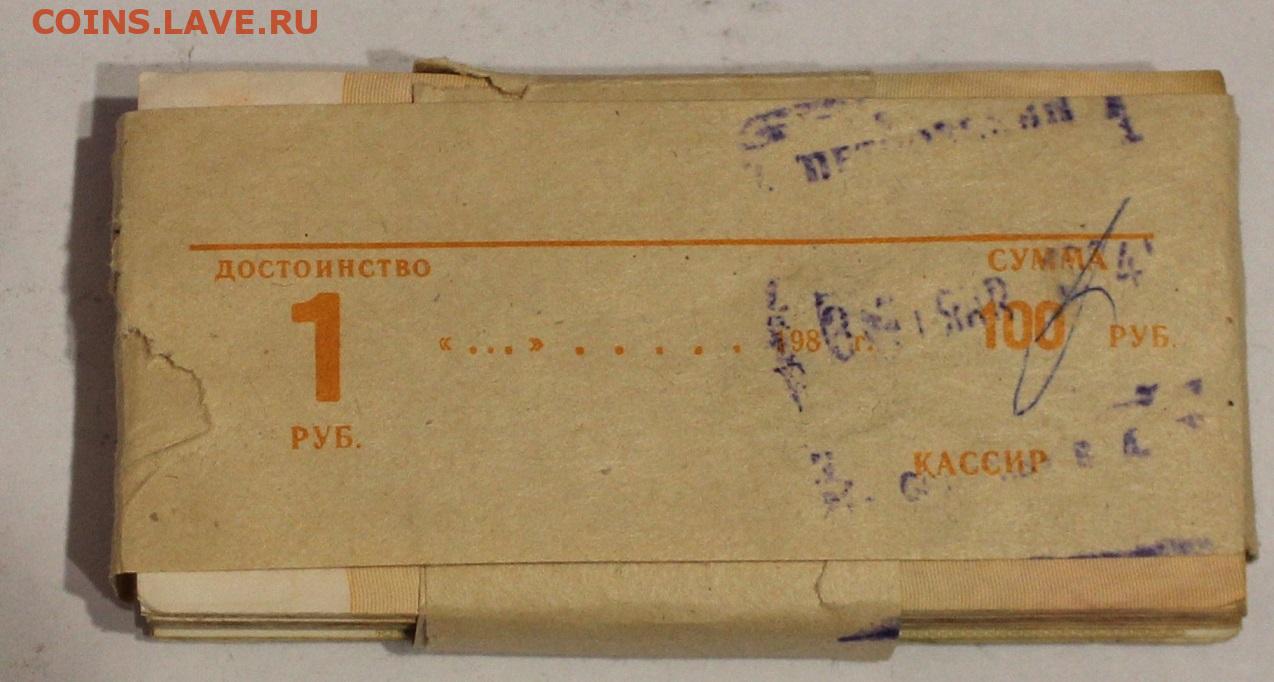 COINS.LAVE.RU
ДОСТОИНСТВО
СУММА
1
« ... » . . . . . 198 г.
100 РУБ.
РУБ.
КАССИР